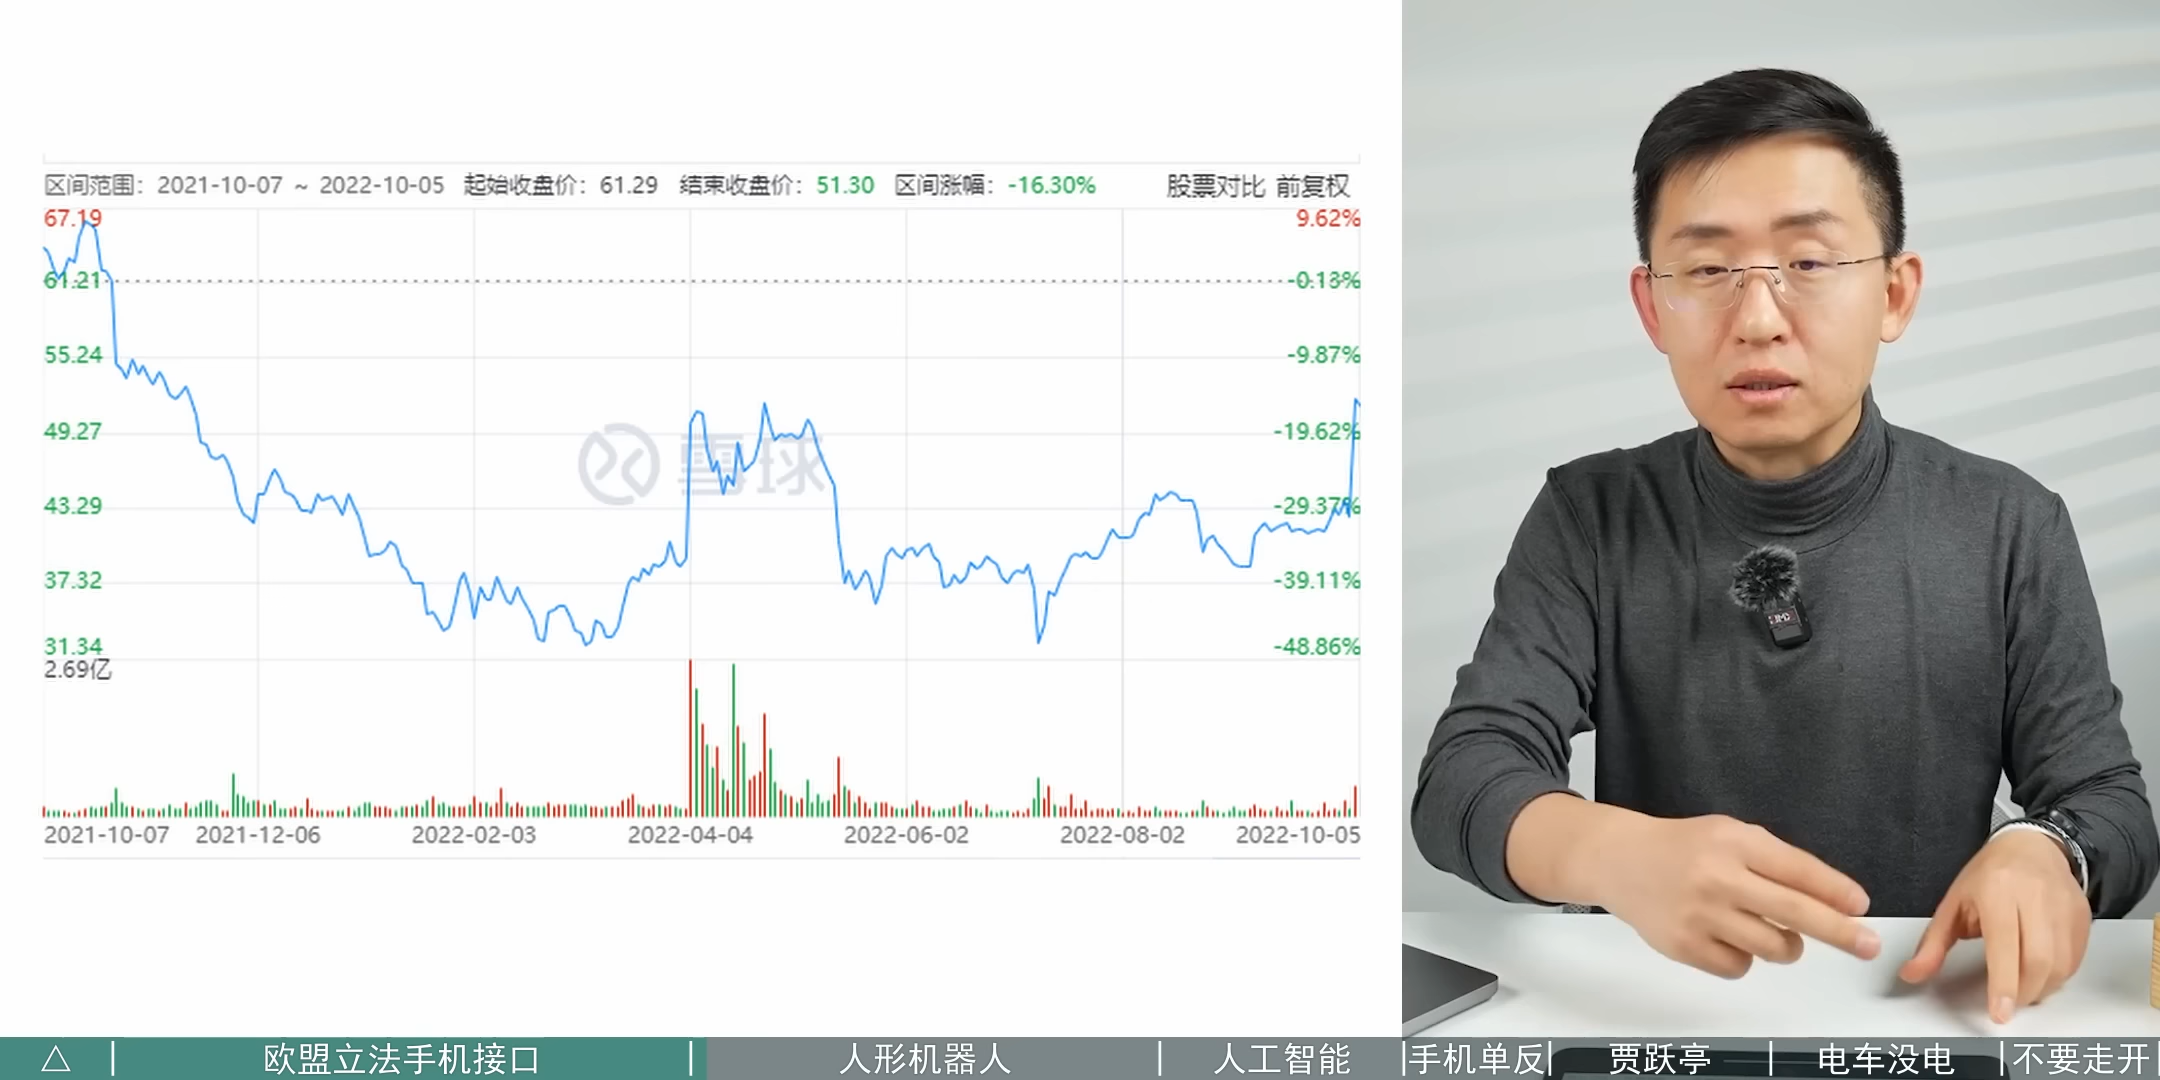 区间范围: 2021-10-07 ~ 2022-10-05 起始收盘价: 61.29 结束收盘价: 51.30 区间涨幅: -16.30% 股票对比 前复权
67.19 9.62%
61.21 -0.13%
55.24 -9.87%
49.27 -19.62%
雪球
43.29 -29.37%
37.32 -39.11%
31.34 -48.86%
2.69亿
2021-10-07 2021-12-06 2022-02-03 2022-04-04 2022-06-02 2022-08-02 2022-10-05
△ | 欧盟立法手机接口 | 人形机器人 | 人工智能 |手机单反| 贾跃亭 | 电车没电 |不要走开|